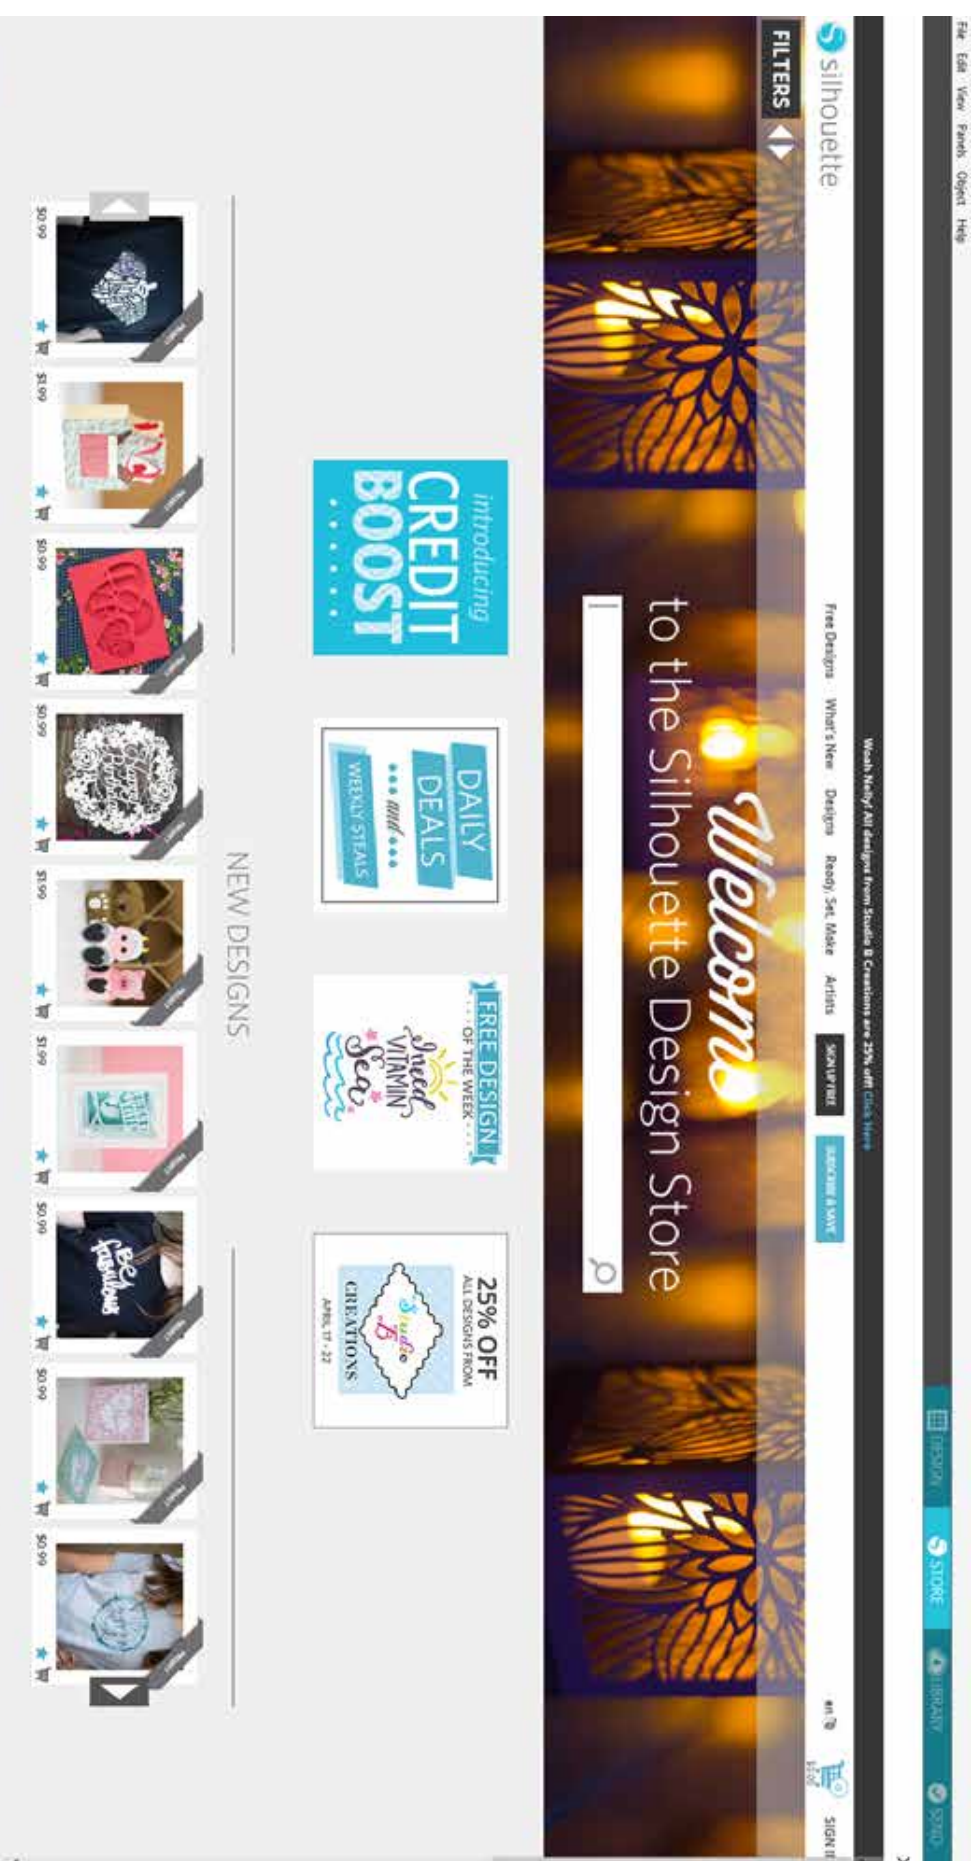 File Edit View Panels Object Help
DESIGN
STORE
LIBRARY
SEND
Woah Nelly! All designs from Studio B Creations are 25% off! Click Here
silhouette
Free Designs What's New Designs Ready, Set, Make Artists SIGN UP FREE SUBSCRIBE & SAVE
en
$0.00
SIGN I
FILTERS
Welcome
to the Silhouette Design Store
introducing
CREDIT
BOOST
DAILY
DEALS
and
WEEKLY STEALS
FREE DESIGN
OF THE WEEK
I need
VITAMIN
Sea
25% OFF
ALL DESIGNS FROM
Studio
B
CREATIONS
APRIL 17 - 22
NEW DESIGNS
be
fabulous
$0.99 $1.99 $0.99 $0.99 $1.99 $1.99 $0.99 $0.99 $0.99